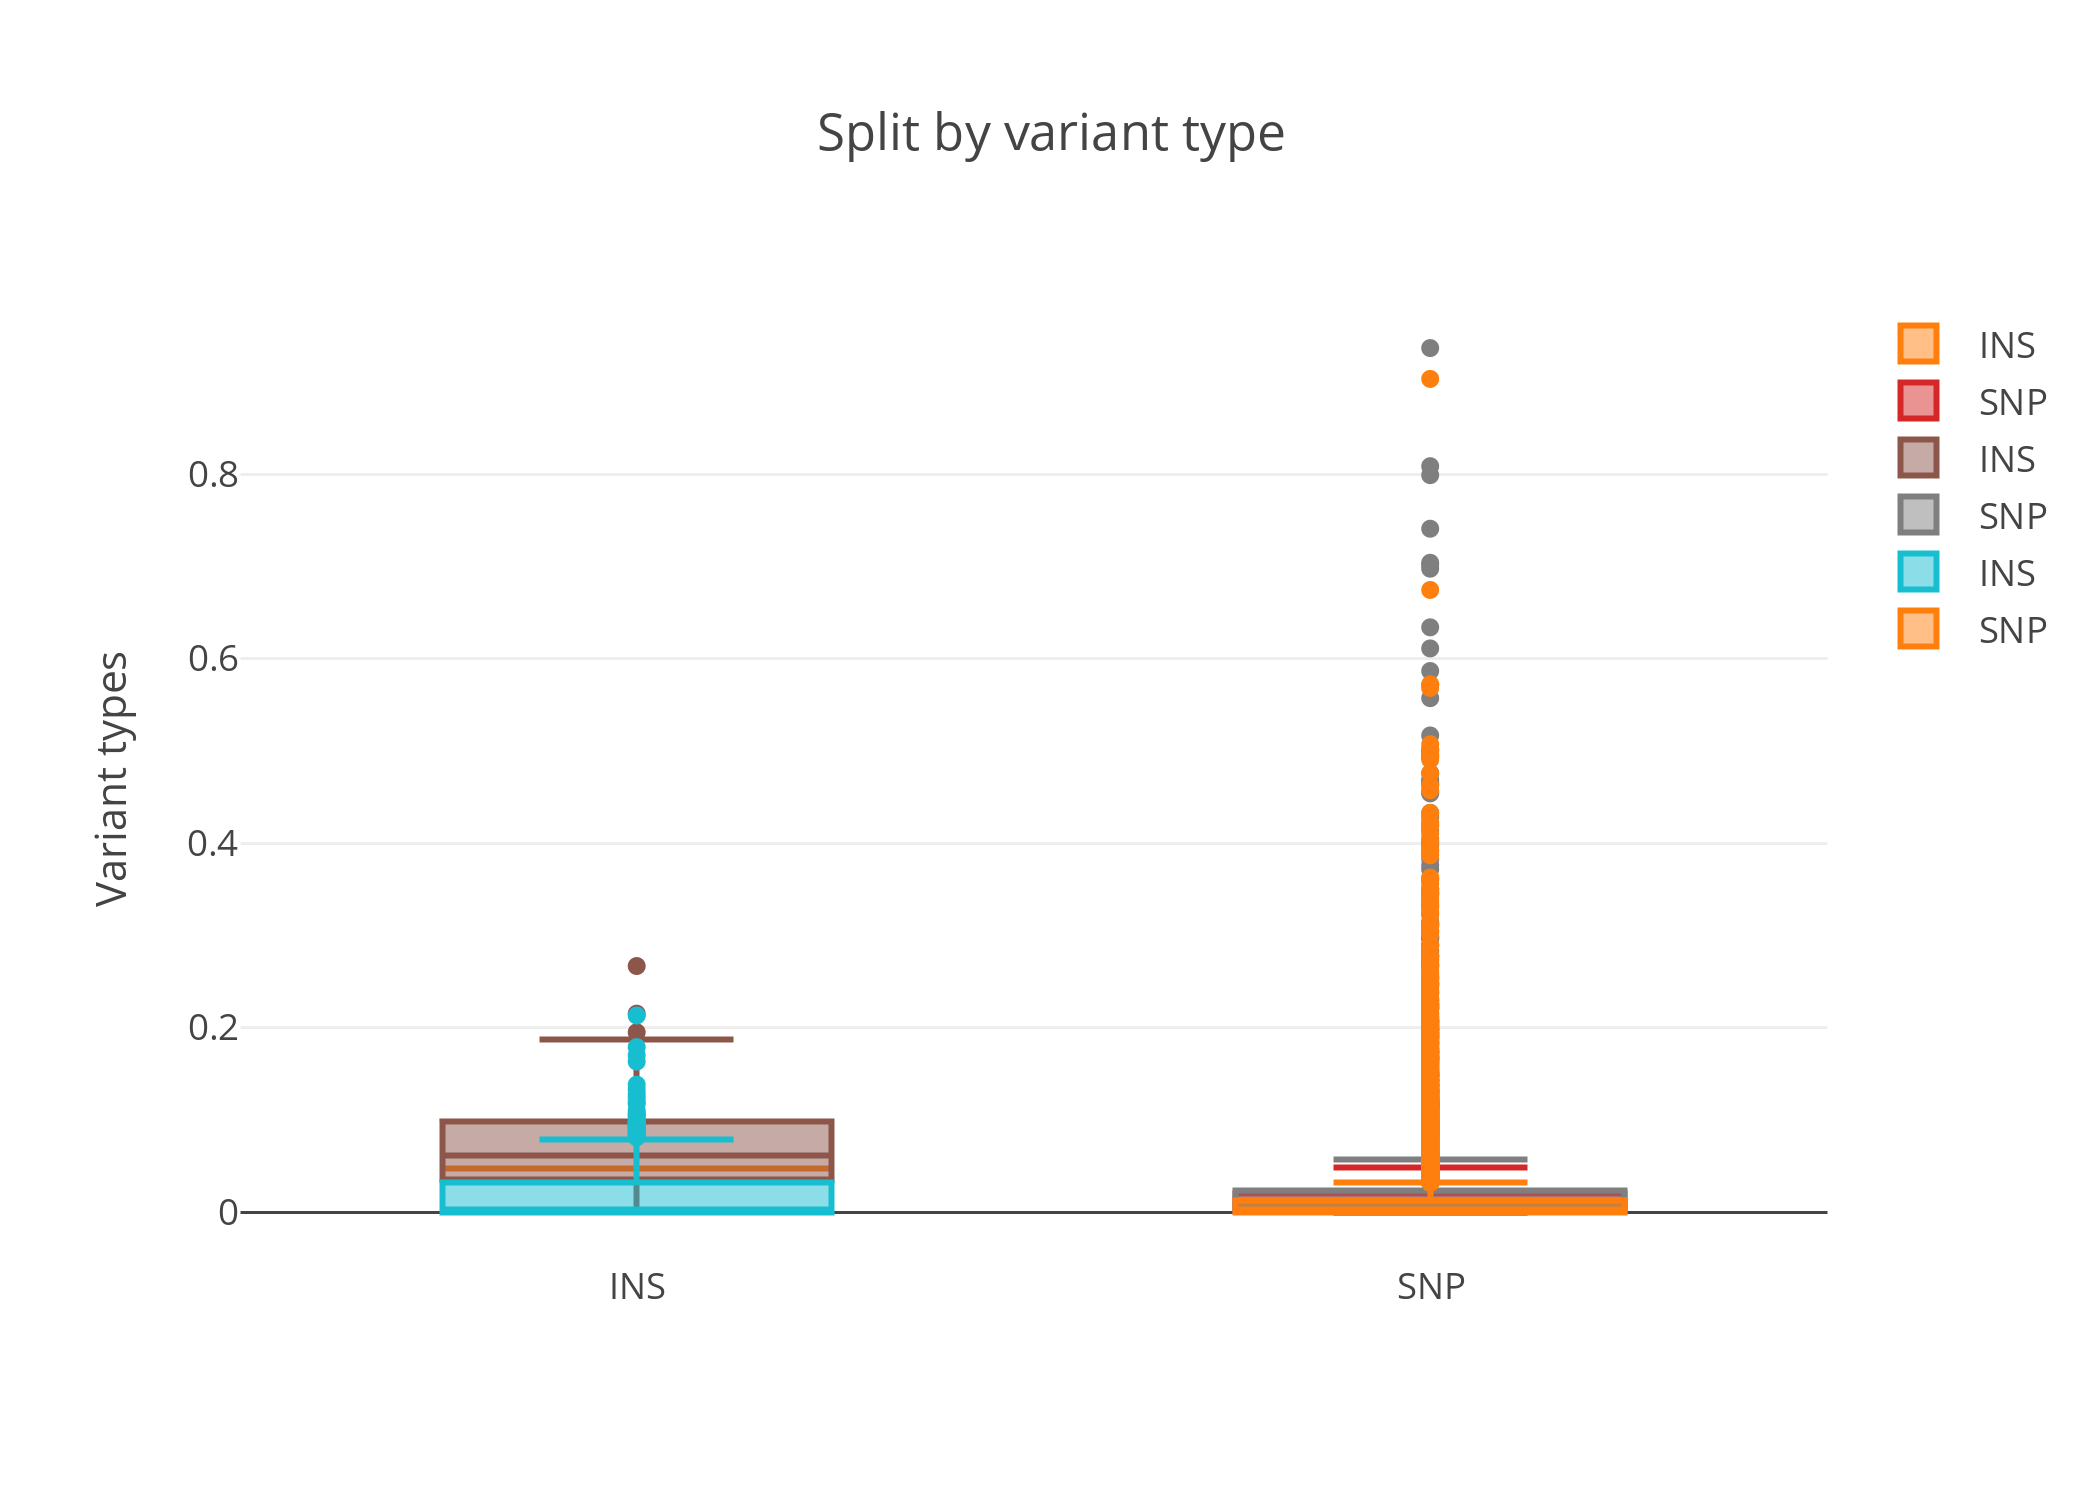 Split by variant type
Variant types
0.8
0.6
0.4
0.2
0
INS
SNP
INS
SNP
INS
SNP
INS
SNP